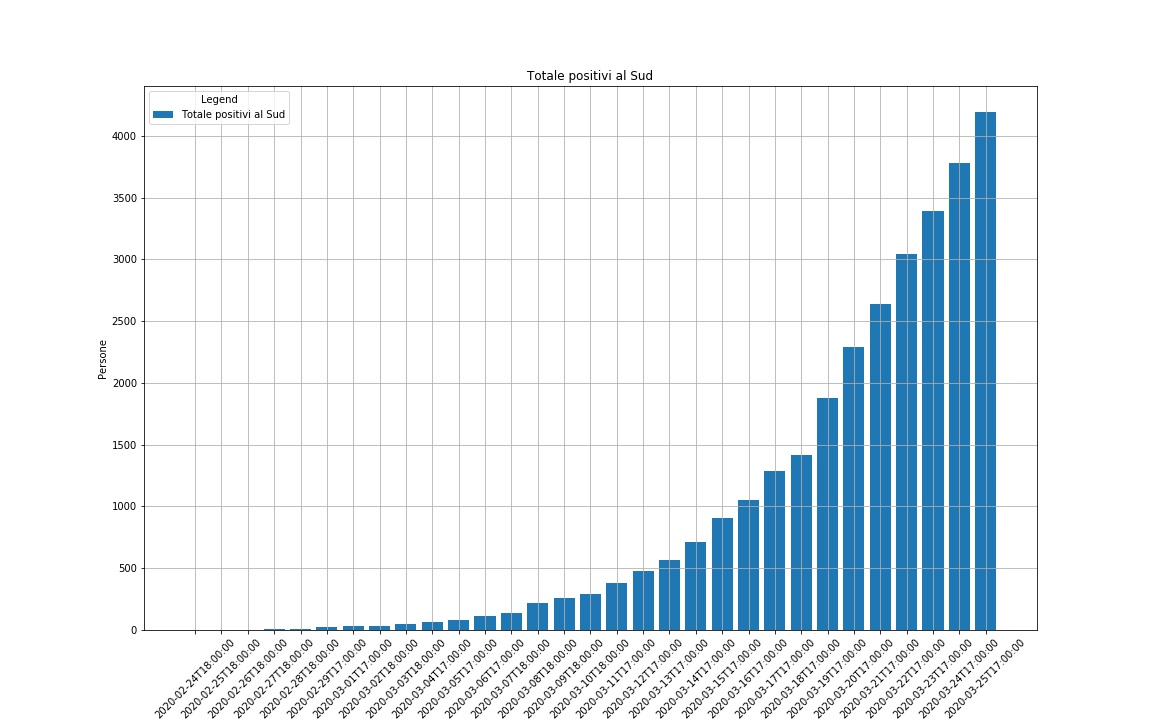 Totale positivi al Sud
Legend
Totale positivi al Sud
Persone
4000
3500
3000
2500
2000
1500
1000
500
0
2020-02-24T18:00:00
2020-02-25T18:00:00
2020-02-26T18:00:00
2020-02-27T18:00:00
2020-02-28T18:00:00
2020-02-29T17:00:00
2020-03-01T17:00:00
2020-03-02T18:00:00
2020-03-03T18:00:00
2020-03-04T17:00:00
2020-03-05T17:00:00
2020-03-06T17:00:00
2020-03-07T18:00:00
2020-03-08T18:00:00
2020-03-09T18:00:00
2020-03-10T18:00:00
2020-03-11T17:00:00
2020-03-12T17:00:00
2020-03-13T17:00:00
2020-03-14T17:00:00
2020-03-15T17:00:00
2020-03-16T17:00:00
2020-03-17T17:00:00
2020-03-18T17:00:00
2020-03-19T17:00:00
2020-03-20T17:00:00
2020-03-21T17:00:00
2020-03-22T17:00:00
2020-03-23T17:00:00
2020-03-24T17:00:00
2020-03-25T17:00:00